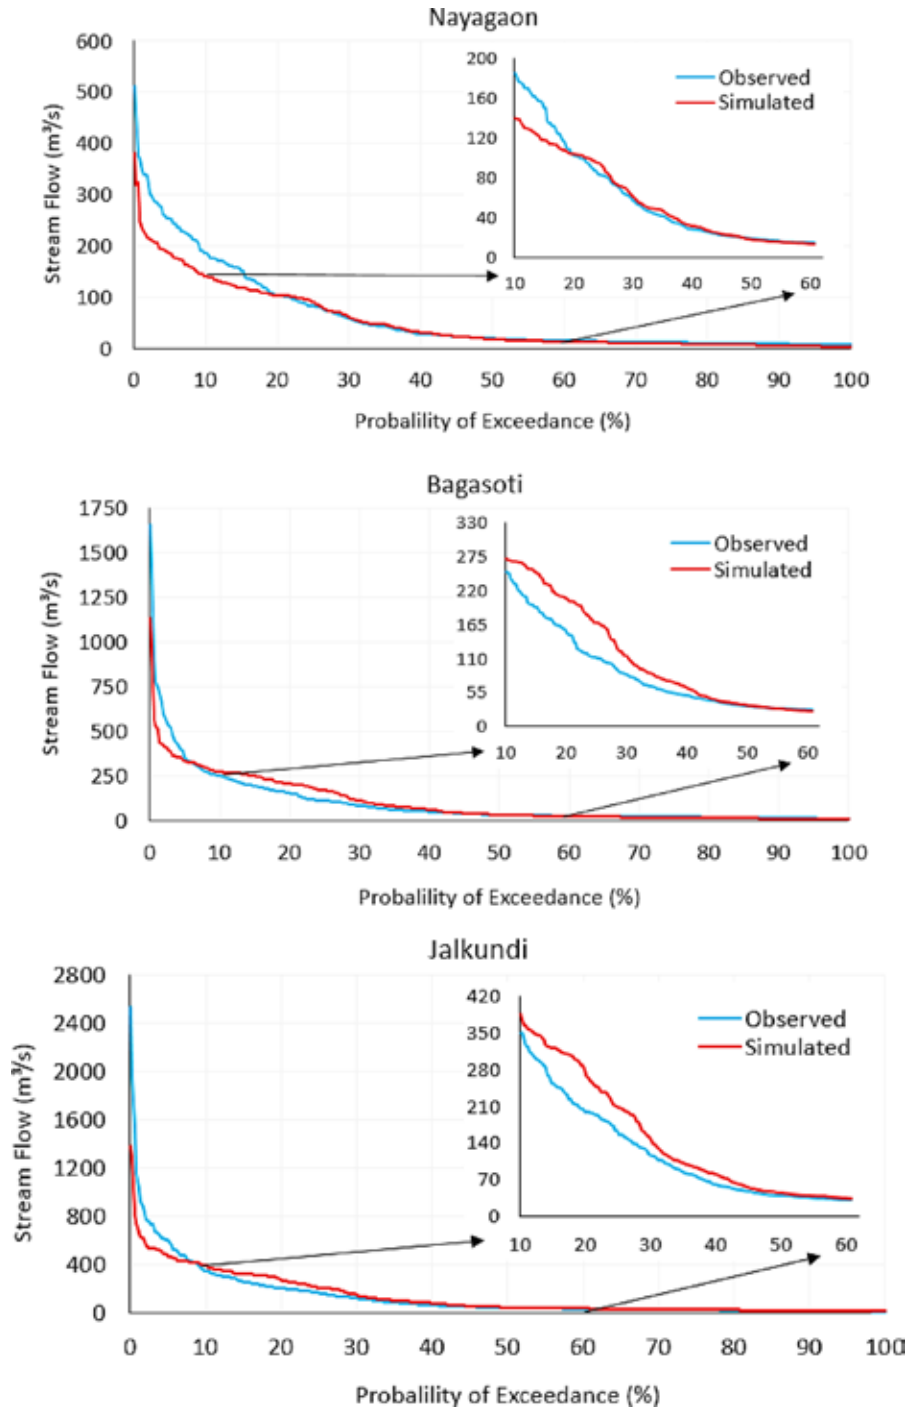 Nayagaon
600
500
400
300
200
100
0
Stream Flow (m³/s)
200
160
120
80
40
0
10 20 30 40 50 60
Observed
Simulated
0 10 20 30 40 50 60 70 80 90 100
Probalility of Exceedance (%)
Bagasoti
1750
1500
1250
1000
750
500
250
0
Stream Flow (m³/s)
330
275
220
165
110
55
0
10 20 30 40 50 60
Observed
Simulated
0 10 20 30 40 50 60 70 80 90 100
Probalility of Exceedance (%)
Jalkundi
2800
2400
2000
1600
1200
800
400
0
Stream Flow (m³/s)
420
350
280
210
140
70
0
10 20 30 40 50 60
Observed
Simulated
0 10 20 30 40 50 60 70 80 90 100
Probalility of Exceedance (%)